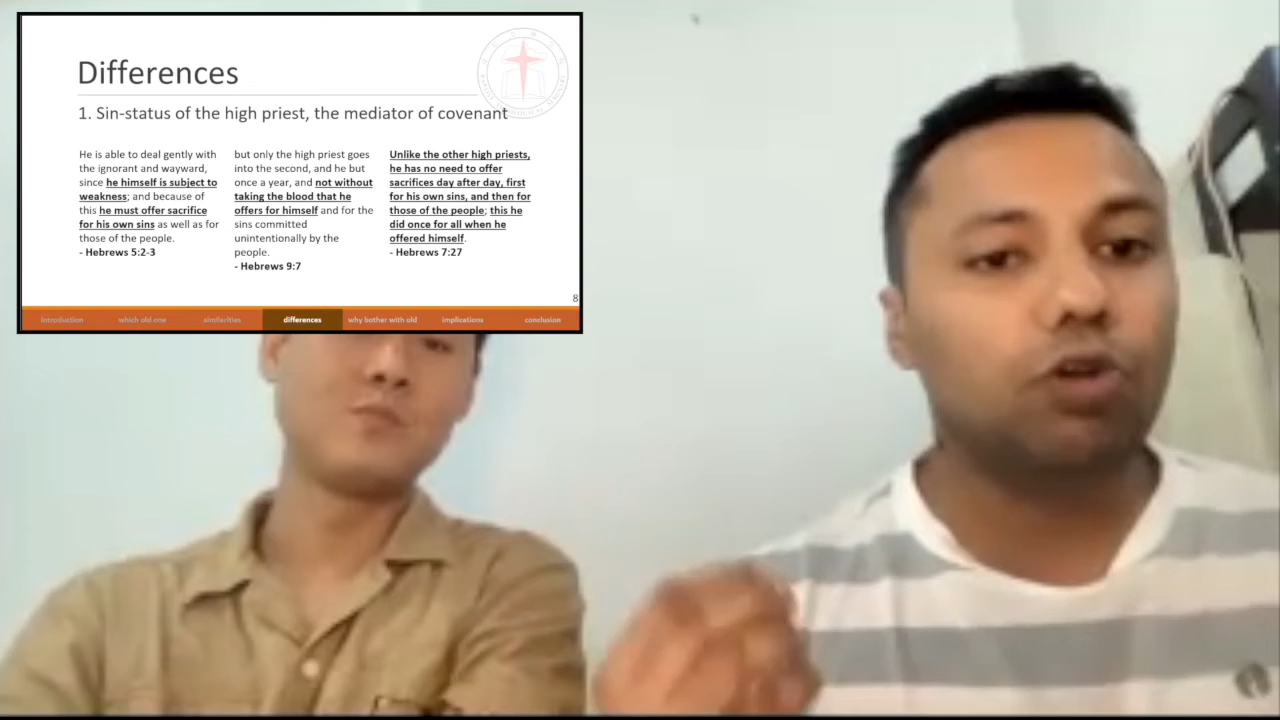 Differences
1. Sin-status of the high priest, the mediator of covenant
He is able to deal gently with
the ignorant and wayward,
since he himself is subject to
weakness; and because of
this he must offer sacrifice
for his own sins as well as for
those of the people.
- Hebrews 5:2-3
but only the high priest goes
into the second, and he but
once a year, and not without
taking the blood that he
offers for himself and for the
sins committed
unintentionally by the
people.
- Hebrews 9:7
Unlike the other high priests,
he has no need to offer
sacrifices day after day, first
for his own sins, and then for
those of the people; this he
did once for all when he
offered himself.
- Hebrews 7:27
8
introduction
which old one
similarities
differences
why bother with old
implications
conclusion